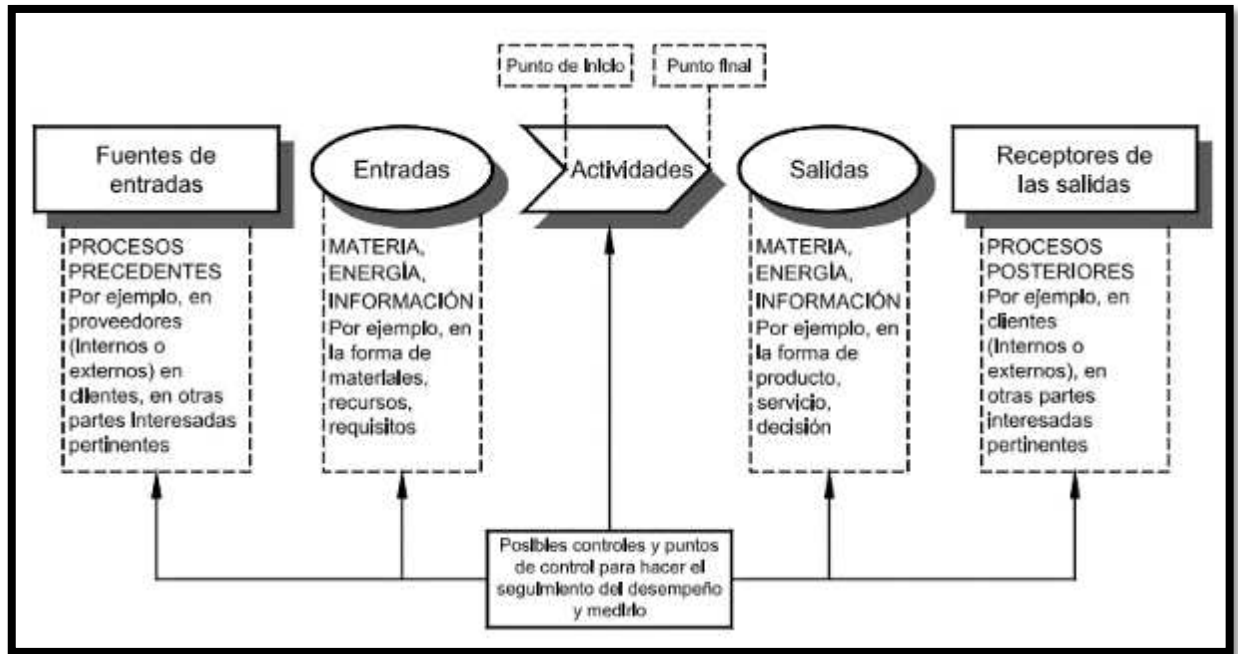 Punto de inicio
Punto final
Fuentes de
entradas
Entradas
Actividades
Salidas
Receptores de
las salidas
PROCESOS
PRECEDENTES
Por ejemplo, en
proveedores
(Internos o
externos) en
clientes, en otras
partes Interesadas
pertinentes
MATERIA,
ENERGÍA,
INFORMACIÓN
Por ejemplo, en
la forma de
materiales,
recursos,
requisitos
MATERIA,
ENERGÍA,
INFORMACIÓN
Por ejemplo, en
la forma de
producto,
servicio,
decisión
PROCESOS
POSTERIORES
Por ejemplo, en
clientes
(Internos o
externos), en
otras partes
interesadas
pertinentes
Posibles controles y puntos
de control para hacer el
seguimiento del desempeño
y medirlo